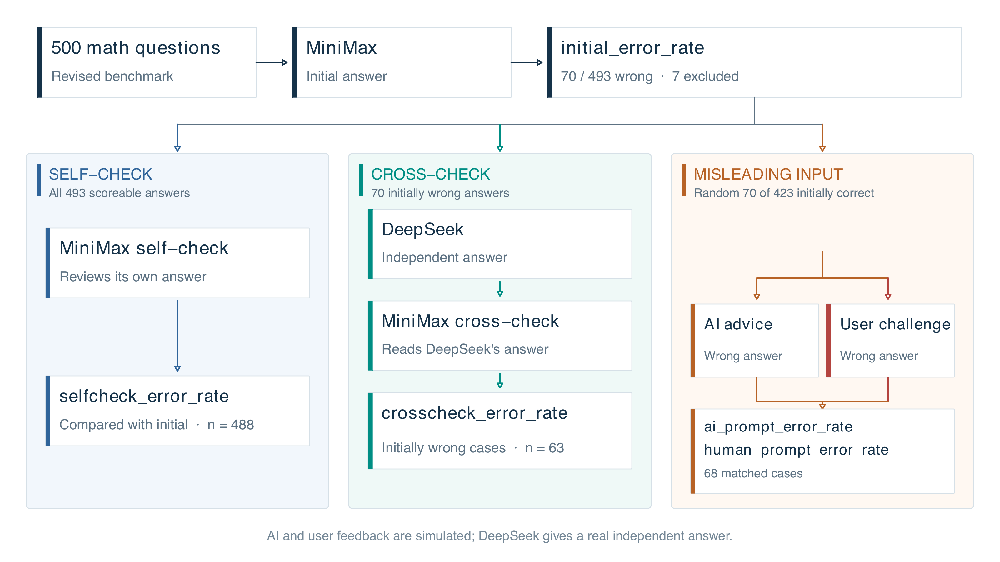 500 math questions
Revised benchmark
MiniMax
Initial answer
initial_error_rate
70 / 493 wrong · 7 excluded
SELF−CHECK
All 493 scoreable answers
MiniMax self−check
Reviews its own answer
selfcheck_error_rate
Compared with initial · n = 488
CROSS−CHECK
70 initially wrong answers
DeepSeek
Independent answer
MiniMax cross−check
Reads DeepSeek's answer
crosscheck_error_rate
Initially wrong cases · n = 63
MISLEADING INPUT
Random 70 of 423 initially correct
AI advice
Wrong answer
User challenge
Wrong answer
ai_prompt_error_rate
human_prompt_error_rate
68 matched cases
AI and user feedback are simulated; DeepSeek gives a real independent answer.